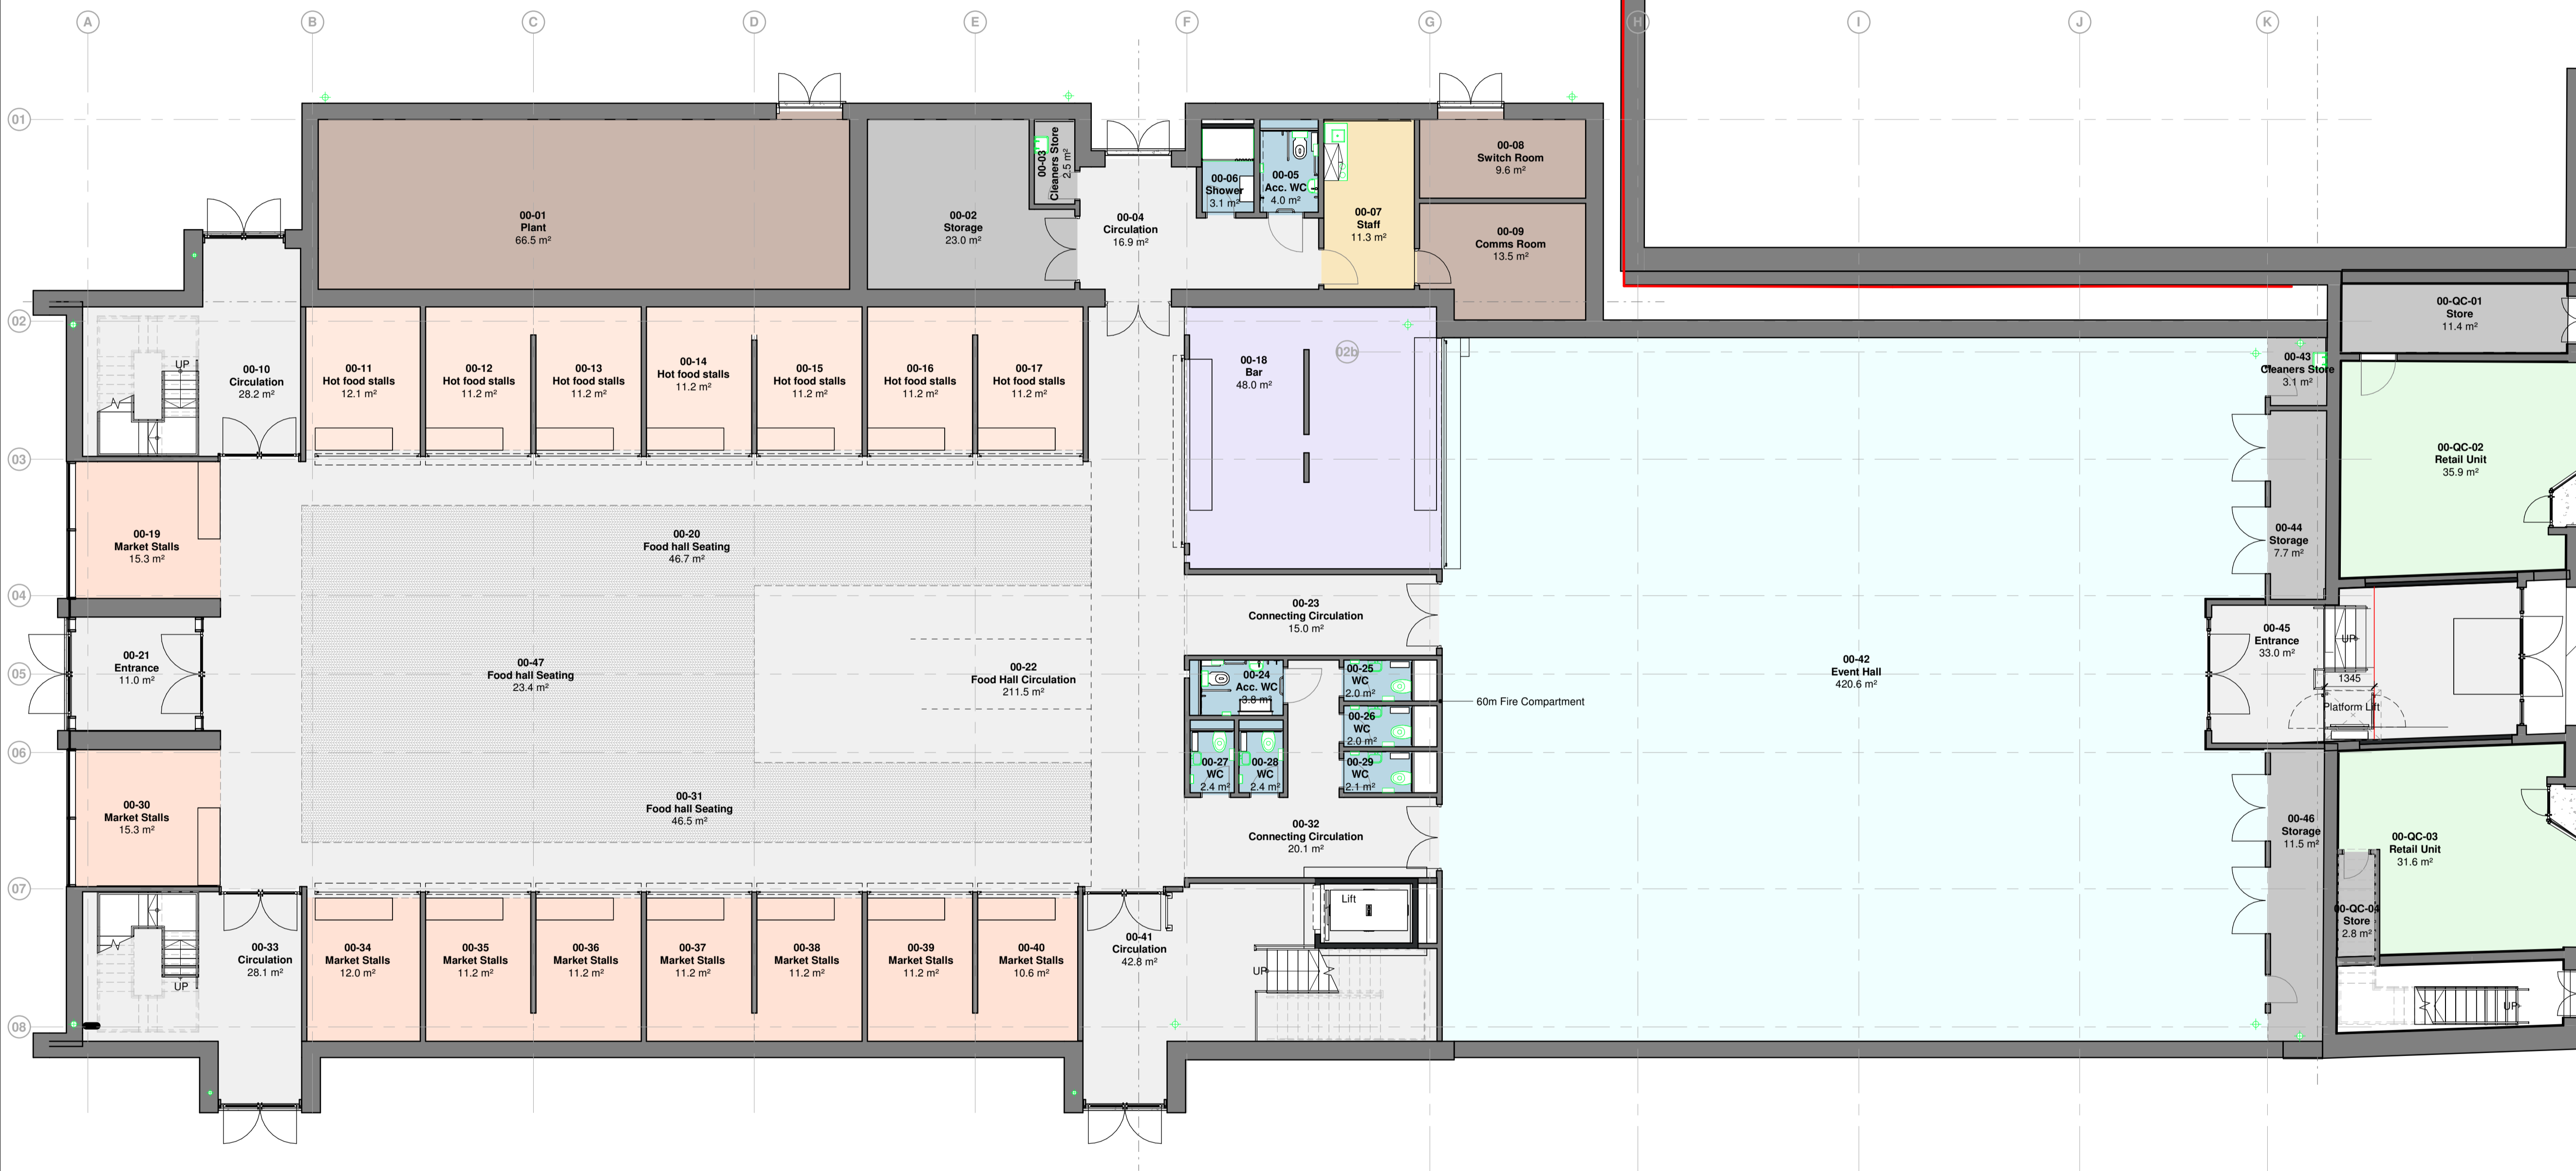 A B C D E F G H I J K
01
02
03
04
05
06
07
08
02b
00-01
Plant
66.5 m²
00-02
Storage
23.0 m²
00-03
Cleaners Store
2.5 m²
00-04
Circulation
16.9 m²
00-06
Shower
3.1 m²
00-05
Acc. WC
4.0 m²
00-07
Staff
11.3 m²
00-08
Switch Room
9.6 m²
00-09
Comms Room
13.5 m²
UP
00-10
Circulation
28.2 m²
00-11
Hot food stalls
12.1 m²
00-12
Hot food stalls
11.2 m²
00-13
Hot food stalls
11.2 m²
00-14
Hot food stalls
11.2 m²
00-15
Hot food stalls
11.2 m²
00-16
Hot food stalls
11.2 m²
00-17
Hot food stalls
11.2 m²
00-18
Bar
48.0 m²
00-19
Market Stalls
15.3 m²
00-20
Food hall Seating
46.7 m²
00-21
Entrance
11.0 m²
00-47
Food hall Seating
23.4 m²
00-22
Food Hall Circulation
211.5 m²
00-23
Connecting Circulation
15.0 m²
00-24
Acc. WC
3.8 m²
00-25
WC
2.0 m²
00-26
WC
2.0 m²
00-27
WC
2.4 m²
00-28
WC
2.4 m²
00-29
WC
2.1 m²
60m Fire Compartment
00-30
Market Stalls
15.3 m²
00-31
Food hall Seating
46.5 m²
00-32
Connecting Circulation
20.1 m²
UP
00-33
Circulation
28.1 m²
00-34
Market Stalls
12.0 m²
00-35
Market Stalls
11.2 m²
00-36
Market Stalls
11.2 m²
00-37
Market Stalls
11.2 m²
00-38
Market Stalls
11.2 m²
00-39
Market Stalls
11.2 m²
00-40
Market Stalls
10.6 m²
00-41
Circulation
42.8 m²
Lift
UP
00-42
Event Hall
420.6 m²
00-43
Cleaners Store
3.1 m²
00-44
Storage
7.7 m²
00-45
Entrance
33.0 m²
UP
1345
Platform Lift
00-46
Storage
11.5 m²
00-QC-01
Store
11.4 m²
00-QC-02
Retail Unit
35.9 m²
00-QC-03
Retail Unit
31.6 m²
00-QC-04
Store
2.8 m²
UP